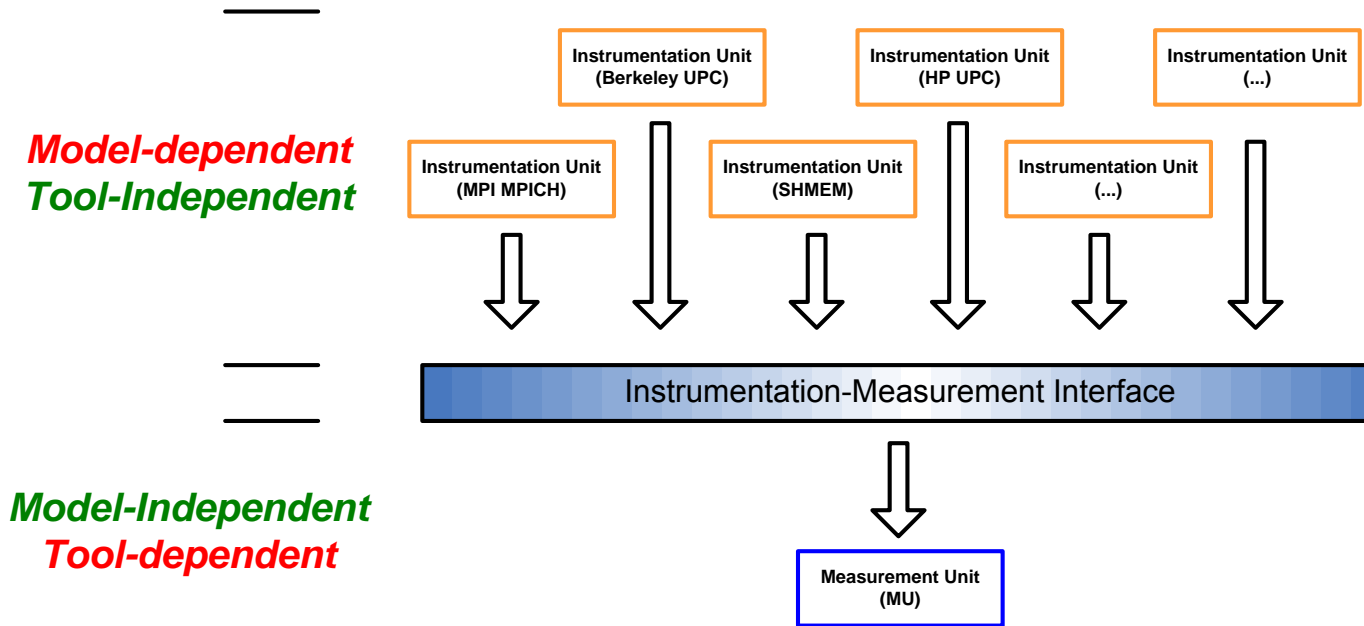 Instrumentation Unit
(Berkeley UPC)
Instrumentation Unit
(HP UPC)
Instrumentation Unit
(...)
Model-dependent
Tool-Independent
Instrumentation Unit
(MPI MPICH)
Instrumentation Unit
(SHMEM)
Instrumentation Unit
(...)
Instrumentation-Measurement Interface
Model-Independent
Tool-dependent
Measurement Unit
(MU)